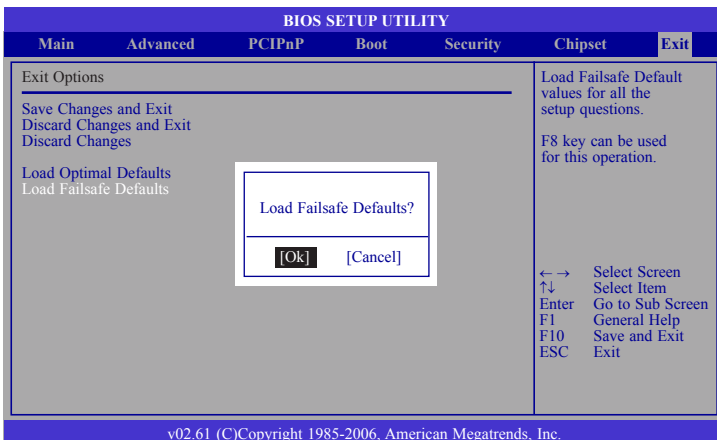 BIOS SETUP UTILITY
Main Advanced PCIPnP Boot Security Chipset Exit
Exit Options
Save Changes and Exit
Discard Changes and Exit
Discard Changes
Load Optimal Defaults
Load Failsafe Defaults
Load Failsafe Defaults?
[Ok] [Cancel]
Load Failsafe Default
values for all the
setup questions.
F8 key can be used
for this operation.
←→ Select Screen
↑↓ Select Item
Enter Go to Sub Screen
F1 General Help
F10 Save and Exit
ESC Exit
v02.61 (C)Copyright 1985-2006, American Megatrends, Inc.